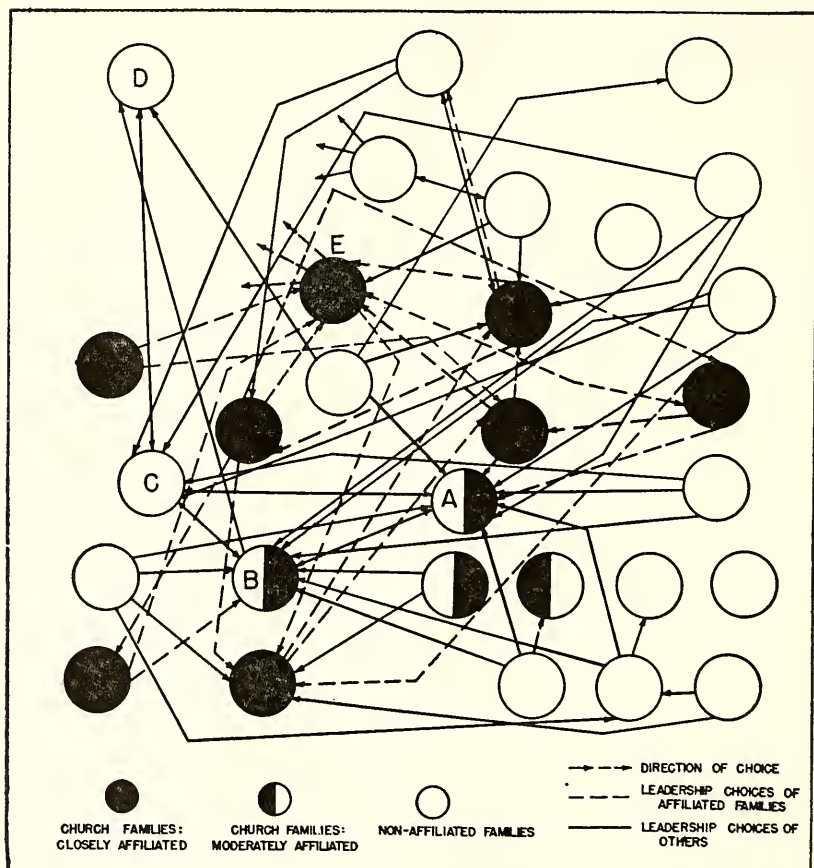 D
E
C
A
B
DIRECTION OF CHOICE
LEADERSHIP CHOICES OF
AFFILIATED FAMILIES
LEADERSHIP CHOICES OF
OTHERS
CHURCH FAMILIES:
CLOSELY AFFILIATED
CHURCH FAMILIES:
MODERATELY AFFILIATED
NON-AFFILIATED FAMILIES